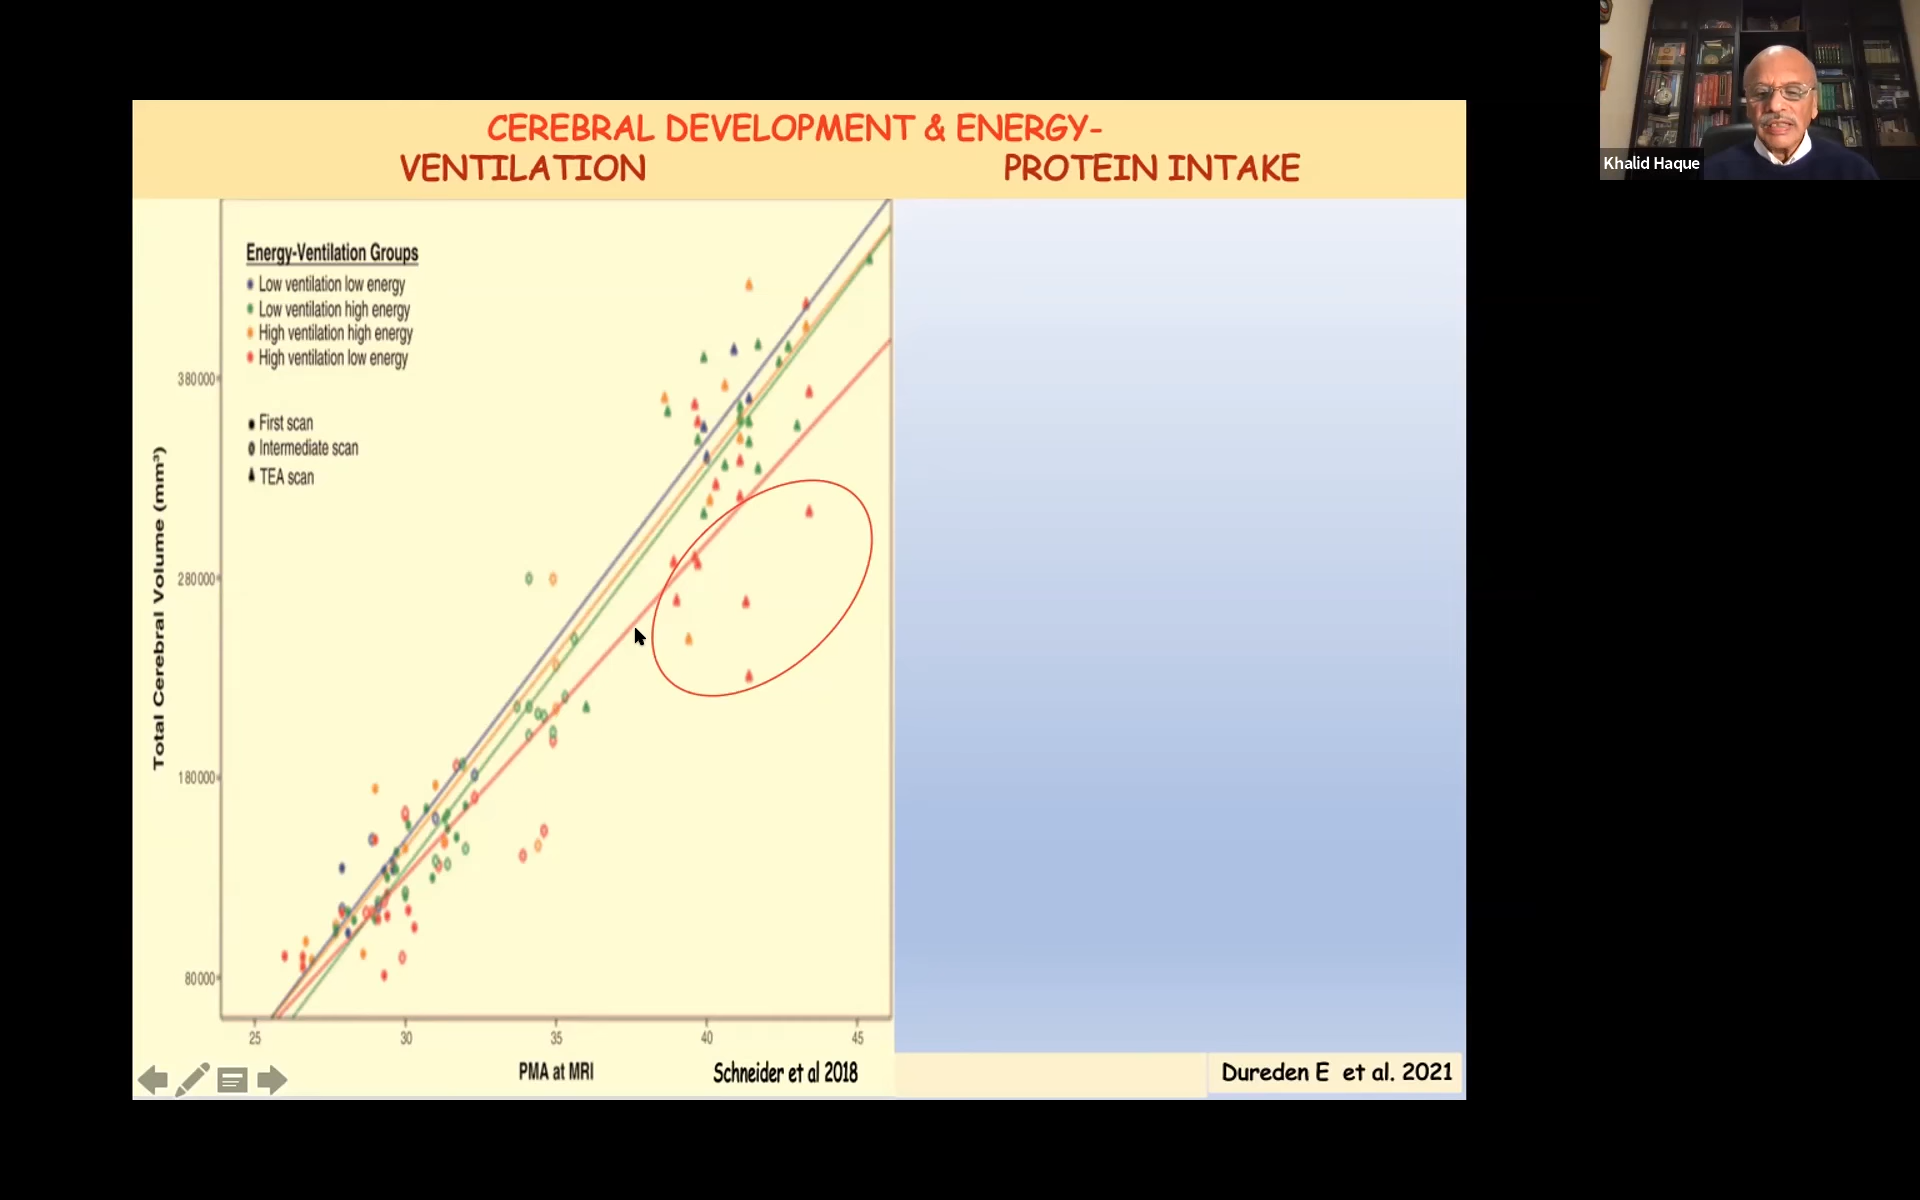 CEREBRAL DEVELOPMENT & ENERGY-
VENTILATION
PROTEIN INTAKE
Energy-Ventilation Groups
Low ventilation low energy
Low ventilation high energy
High ventilation high energy
High ventilation low energy
First scan
Intermediate scan
TEA scan
Total Cerebral Volume (mm³)
380000
280000
180000
80000
25
30
35
40
45
PMA at MRI
Schneider et al 2018
Dureden E et al. 2021
Khalid Haque